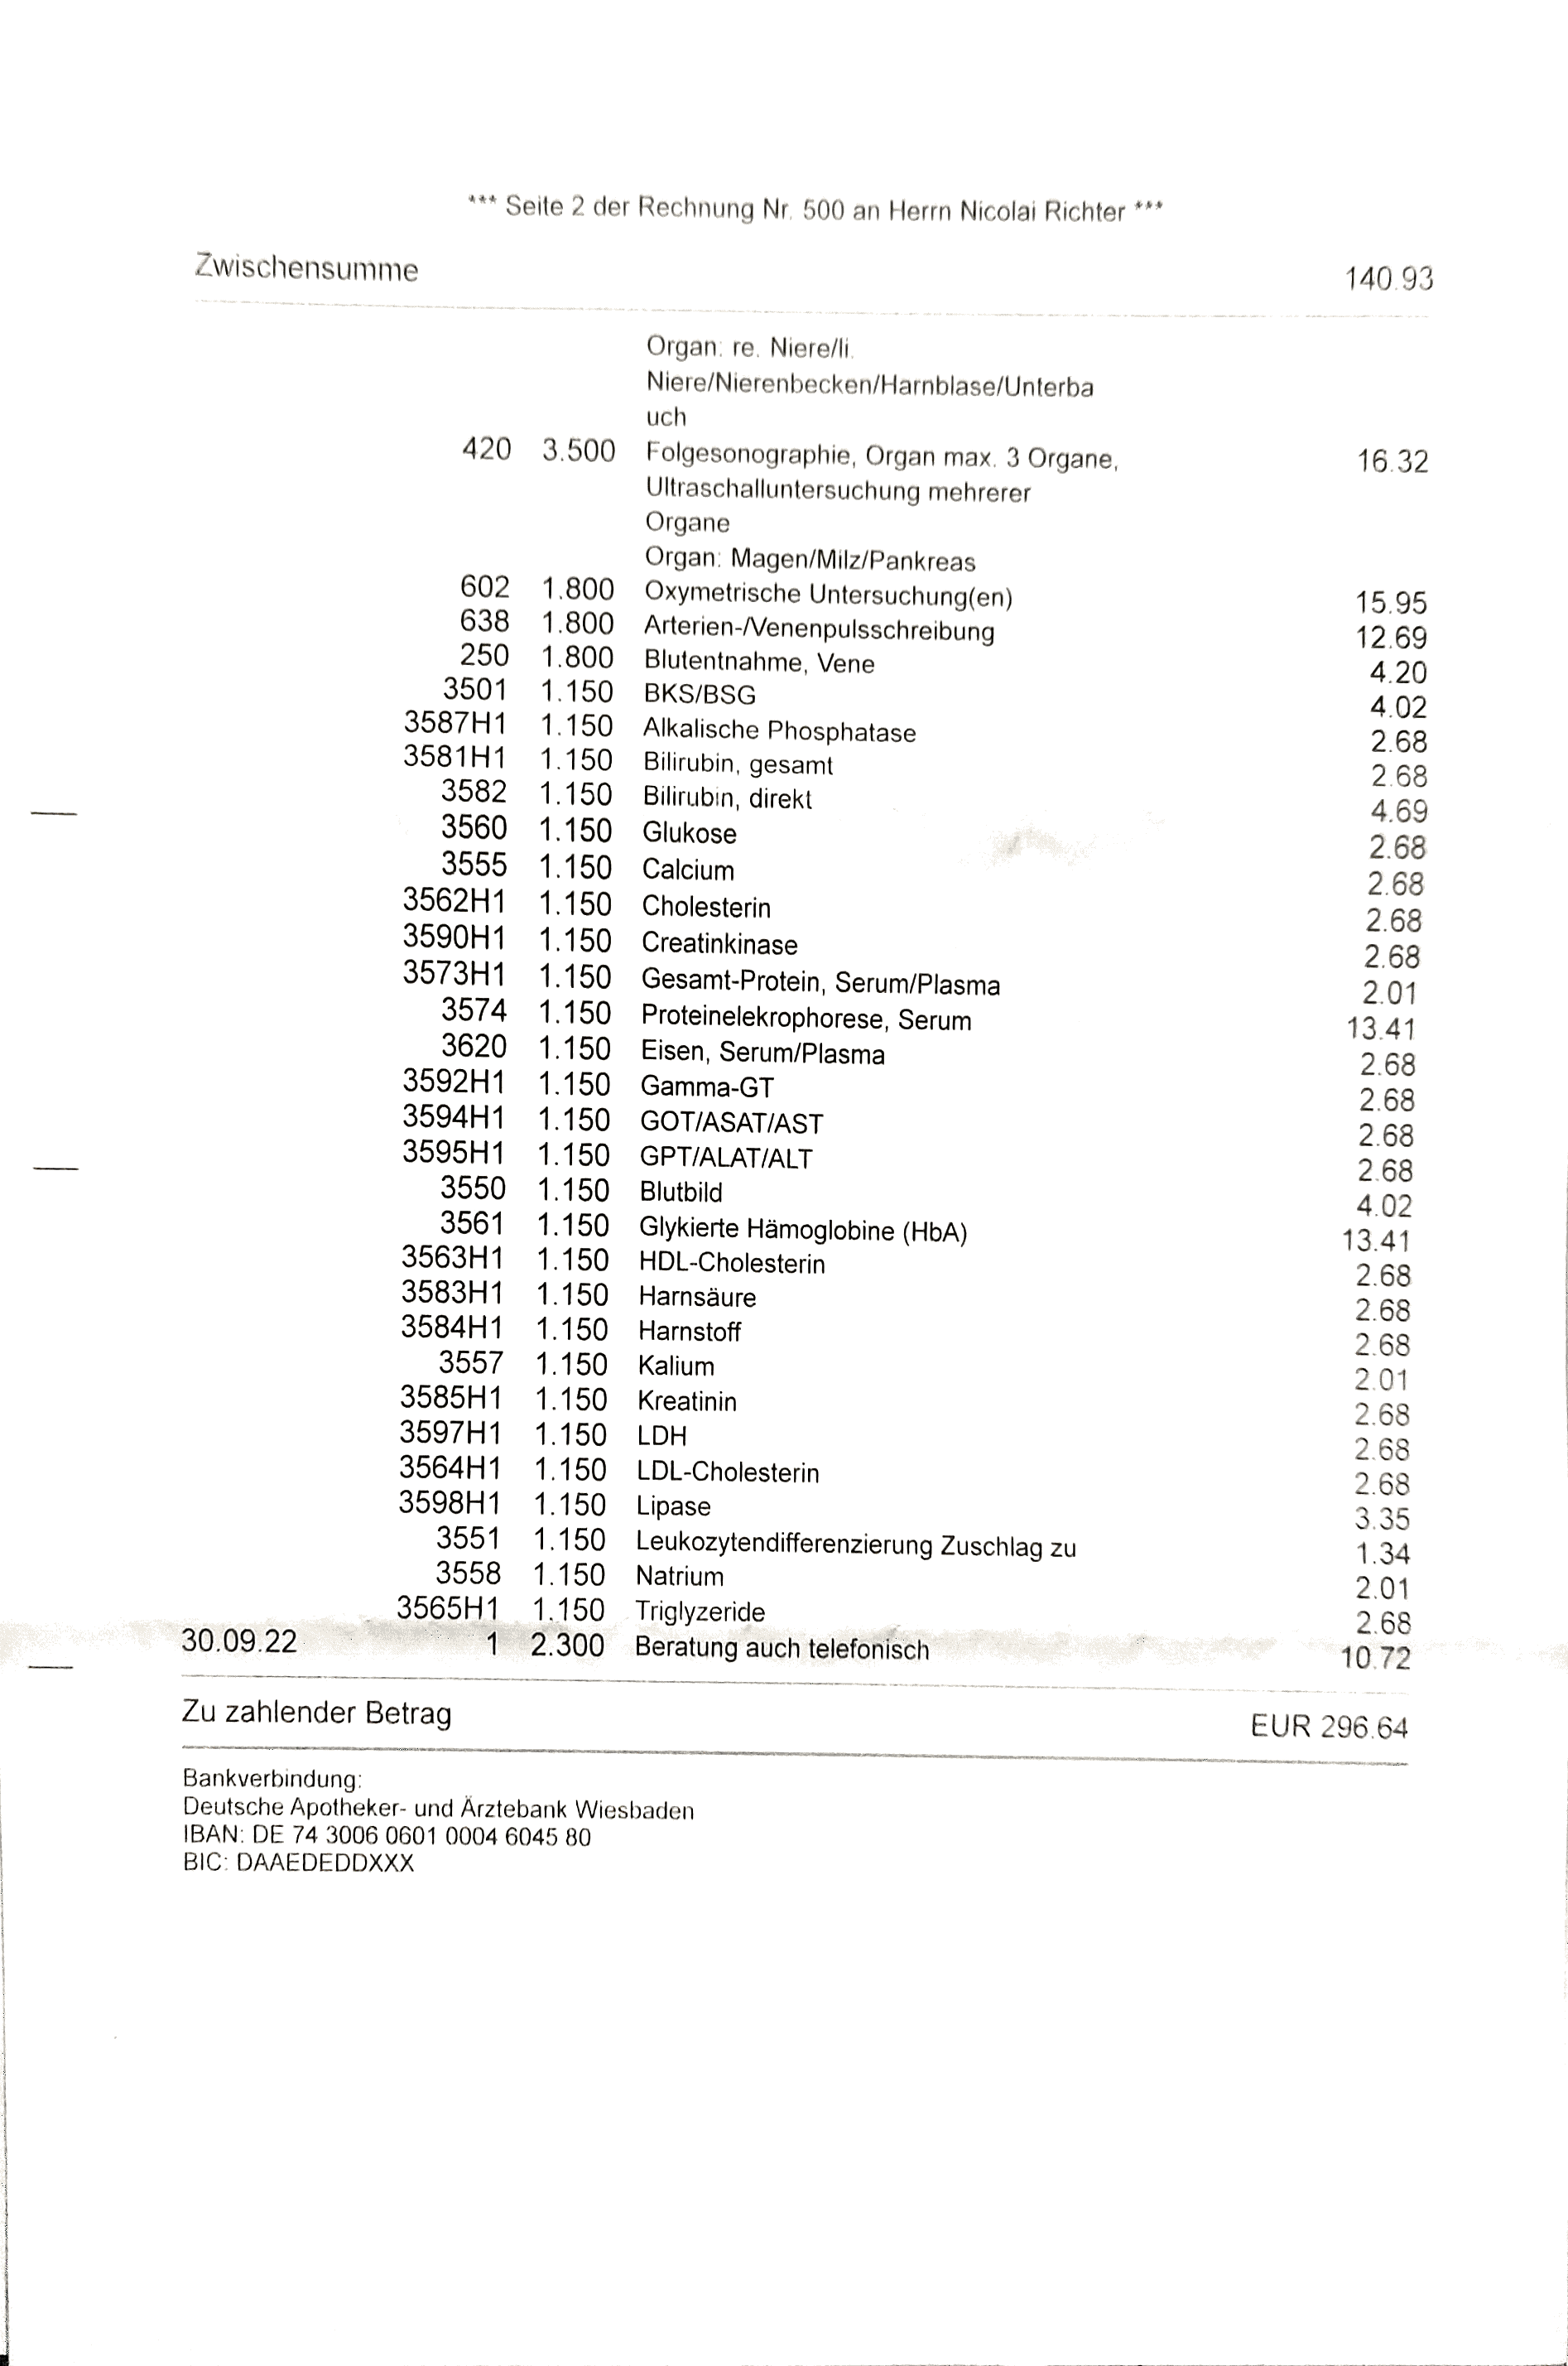 *** Seite 2 der Rechnung Nr. 500 an Herrn Nicolai Richter ***
Zwischensumme 140.93
Organ: re. Niere/li.
Niere/Nierenbecken/Harnblase/Unterba
uch
420 3.500 Folgesonographie, Organ max. 3 Organe, 16.32
Ultraschalluntersuchung mehrerer
Organe
Organ: Magen/Milz/Pankreas
602 1.800 Oxymetrische Untersuchung(en) 15.95
638 1.800 Arterien-/Venenpulsschreibung 12.69
250 1.800 Blutentnahme, Vene 4.20
3501 1.150 BKS/BSG 4.02
3587H1 1.150 Alkalische Phosphatase 2.68
3581H1 1.150 Bilirubin, gesamt 2.68
3582 1.150 Bilirubin, direkt 4.69
3560 1.150 Glukose 2.68
3555 1.150 Calcium 2.68
3562H1 1.150 Cholesterin 2.68
3590H1 1.150 Creatinkinase 2.68
3573H1 1.150 Gesamt-Protein, Serum/Plasma 2.01
3574 1.150 Proteinelekrophorese, Serum 13.41
3620 1.150 Eisen, Serum/Plasma 2.68
3592H1 1.150 Gamma-GT 2.68
3594H1 1.150 GOT/ASAT/AST 2.68
3595H1 1.150 GPT/ALAT/ALT 2.68
3550 1.150 Blutbild 4.02
3561 1.150 Glykierte Hämoglobine (HbA) 13.41
3563H1 1.150 HDL-Cholesterin 2.68
3583H1 1.150 Harnsäure 2.68
3584H1 1.150 Harnstoff 2.68
3557 1.150 Kalium 2.01
3585H1 1.150 Kreatinin 2.68
3597H1 1.150 LDH 2.68
3564H1 1.150 LDL-Cholesterin 2.68
3598H1 1.150 Lipase 3.35
3551 1.150 Leukozytendifferenzierung Zuschlag zu 1.34
3558 1.150 Natrium 2.01
3565H1 1.150 Triglyzeride 2.68
30.09.22 1 2.300 Beratung auch telefonisch 10.72
Zu zahlender Betrag EUR 296.64
Bankverbindung:
Deutsche Apotheker- und Ärztebank Wiesbaden
IBAN: DE 74 3006 0601 0004 6045 80
BIC: DAAEDEDDXXX